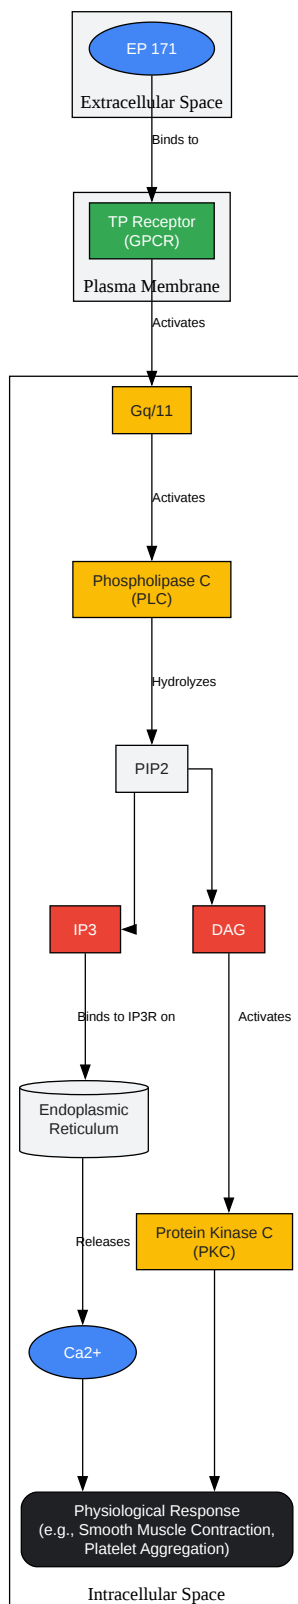 EP 171
Extracellular Space
Binds to
TP Receptor
(GPCR)
Plasma Membrane
Activates
Gq/11
Activates
Phospholipase C
(PLC)
Hydrolyzes
PIP2
IP3
DAG
Binds to IP3R on
Activates
Endoplasmic
Reticulum
Releases
Protein Kinase C
(PKC)
Ca2+
Physiological Response
(e.g., Smooth Muscle Contraction,
Platelet Aggregation)
Intracellular Space